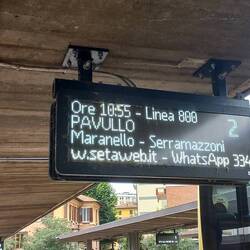 Ore 10:55 - Linea 800
PAVULLO 2
Maranello - Serramazzoni
w.setaweb.it - WhatsApp 334